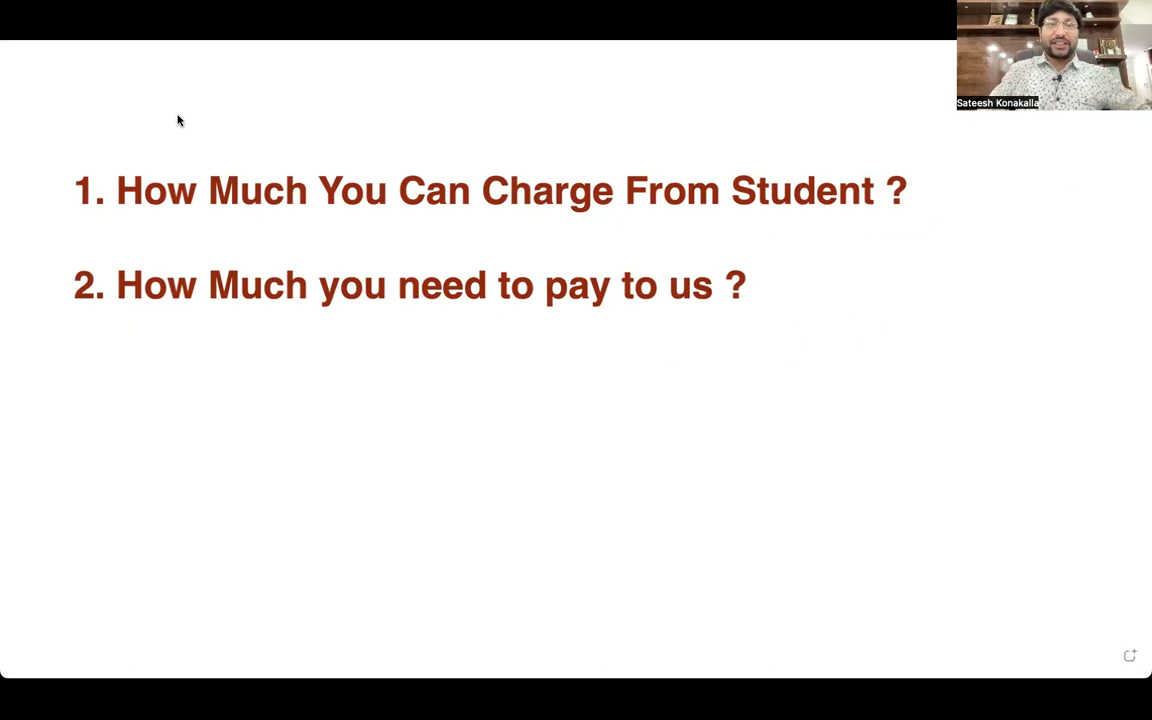 Sateesh Konakalla
1. How Much You Can Charge From Student ?
2. How Much you need to pay to us ?